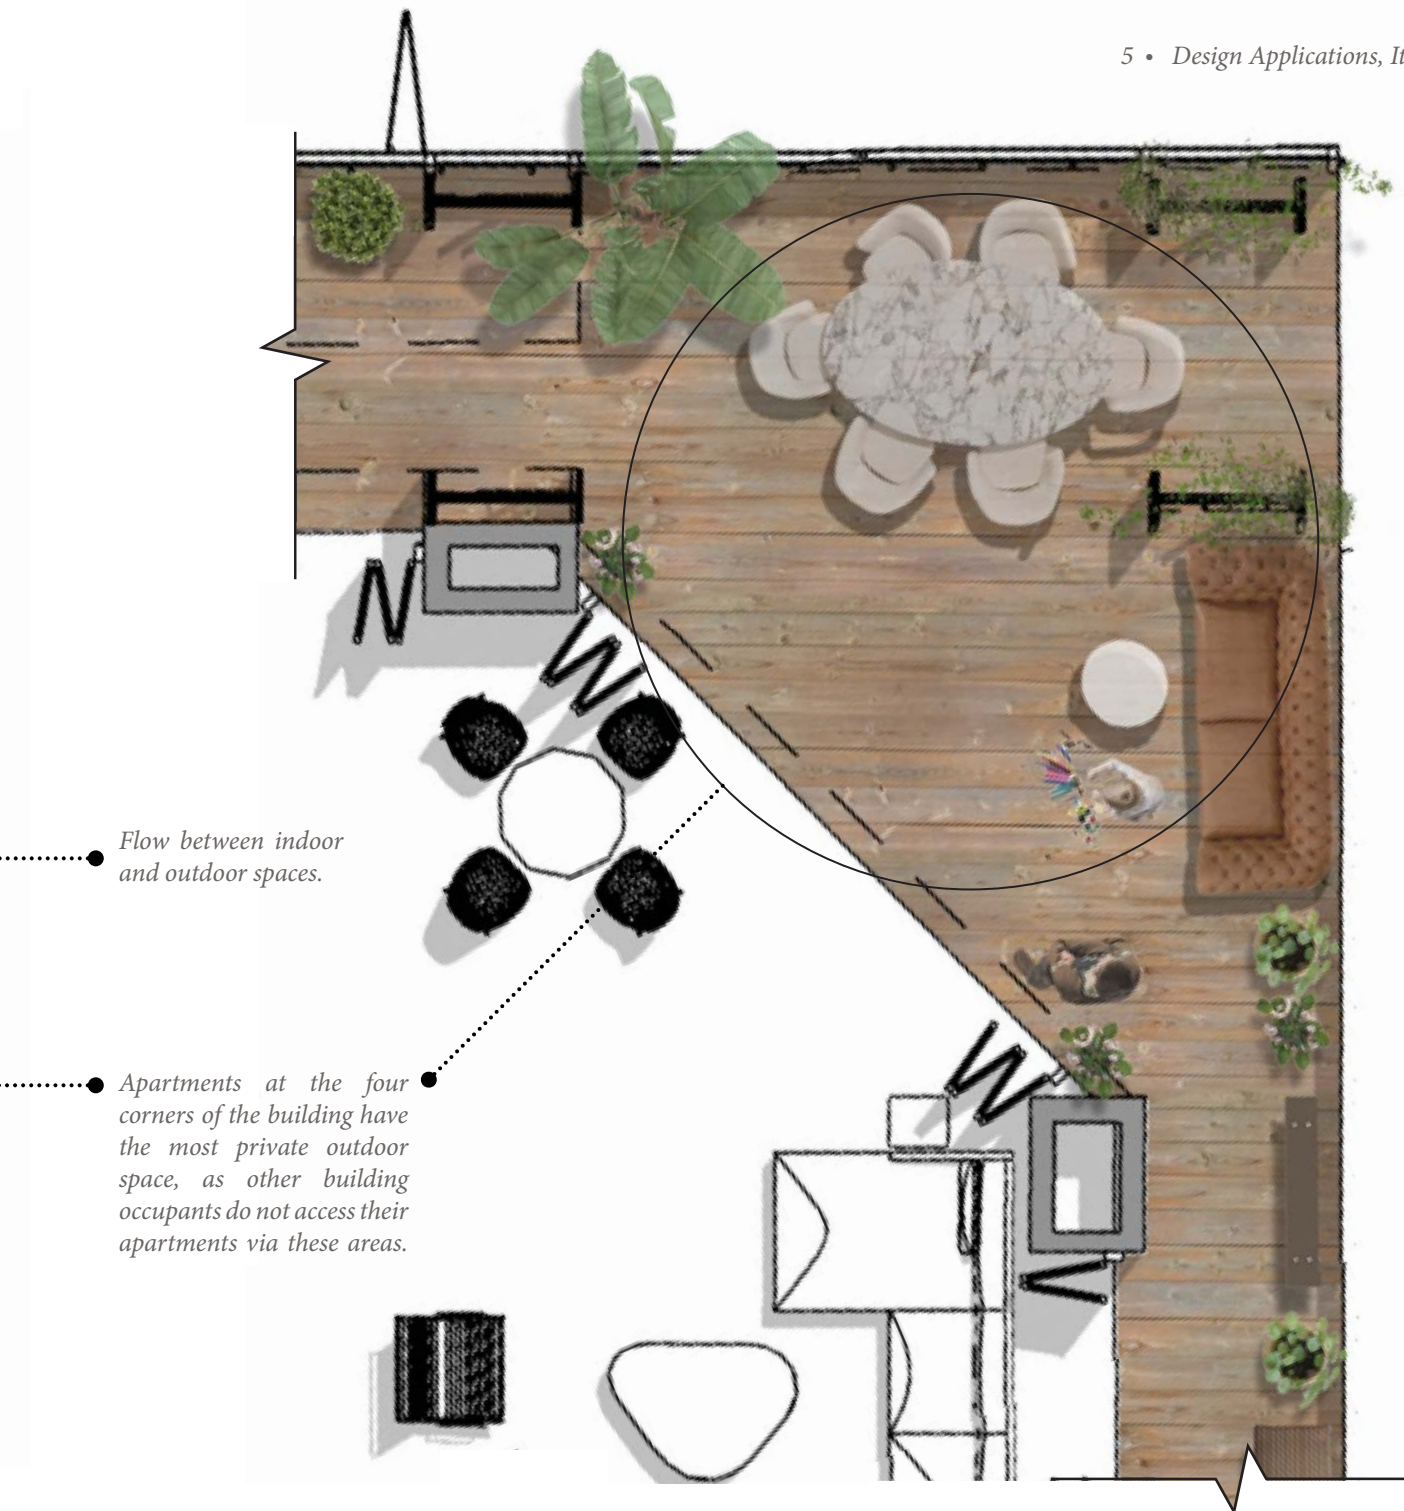 5 • Design Applications,
Flow between indoor
and outdoor spaces.
Apartments at the four
corners of the building have
the most private outdoor
space, as other building
occupants do not access their
apartments via these areas.